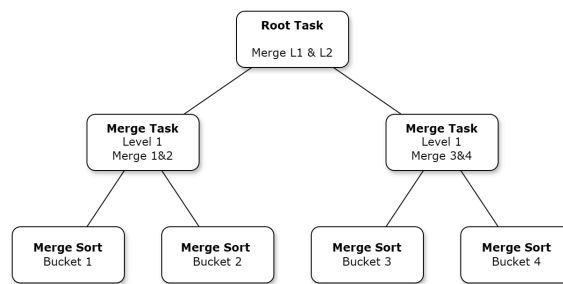 Root Task
Merge L1 & L2
Merge Task
Level 1
Merge 1&2
Merge Task
Level 1
Merge 3&4
Merge Sort
Bucket 1
Merge Sort
Bucket 2
Merge Sort
Bucket 3
Merge Sort
Bucket 4